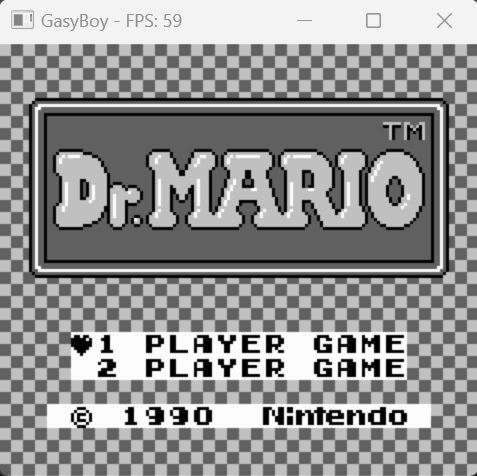 GasyBoy - FPS: 59
TM
Dr. MARIO
♥1 PLAYER GAME
2 PLAYER GAME
© 1990 Nintendo